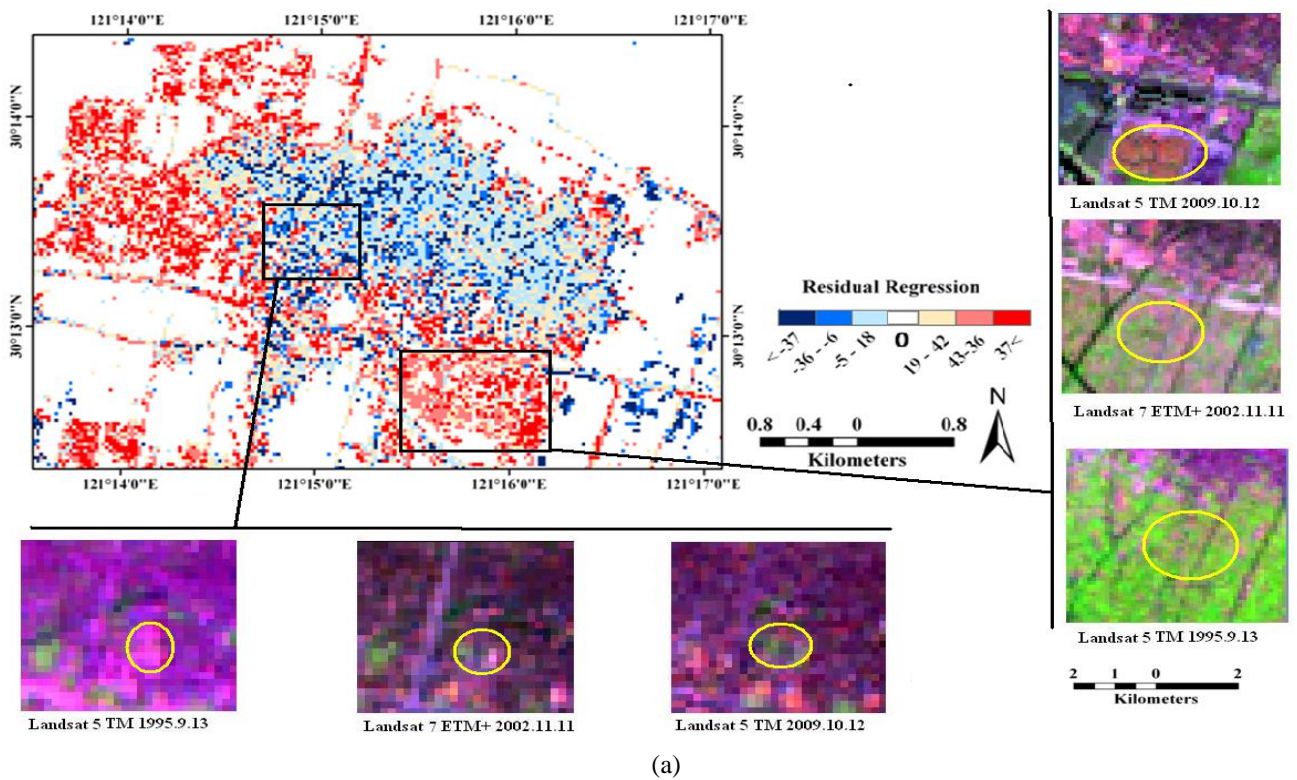 121°14'0"E 121°15'0"E 121°16'0"E 121°17'0"E
30°14'0"N 30°14'0"N
30°13'0"N 30°13'0"N
121°14'0"E 121°15'0"E 121°16'0"E 121°17'0"E
Residual Regression
< -37 -36 - -6 -5 - 18 0 19 - 42 43-36 37<
N
0.8 0.4 0 0.8
Kilometers
Landsat 5 TM 2009.10.12
Landsat 7 ETM+ 2002.11.11
Landsat 5 TM 1995.9.13
2 1 0 2
Kilometers
Landsat 5 TM 1995.9.13 Landsat 7 ETM+ 2002.11.11 Landsat 5 TM 2009.10.12
(a)